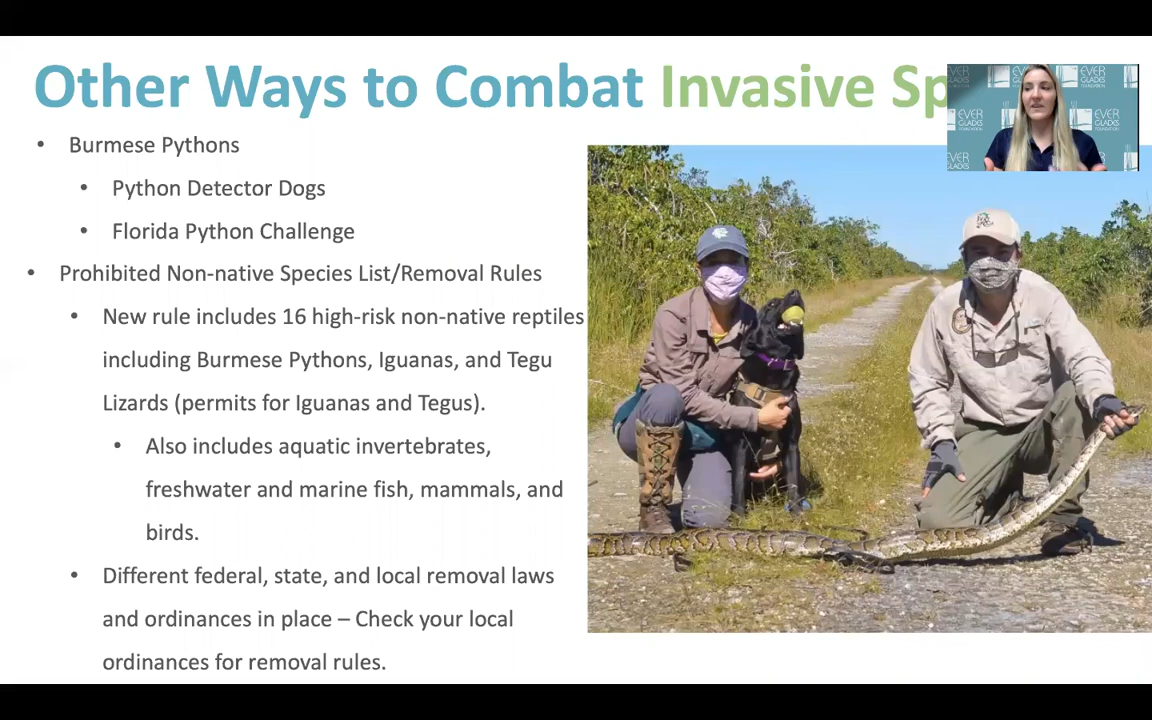 Other Ways to Combat Invasive Sp
EVER
GLADES
FOUNDATION
EVER
GLADES
• Burmese Pythons
• Python Detector Dogs
• Florida Python Challenge
• Prohibited Non-native Species List/Removal Rules
• New rule includes 16 high-risk non-native reptiles
including Burmese Pythons, Iguanas, and Tegu
Lizards (permits for Iguanas and Tegus).
• Also includes aquatic invertebrates,
freshwater and marine fish, mammals, and
birds.
• Different federal, state, and local removal laws
and ordinances in place – Check your local
ordinances for removal rules.